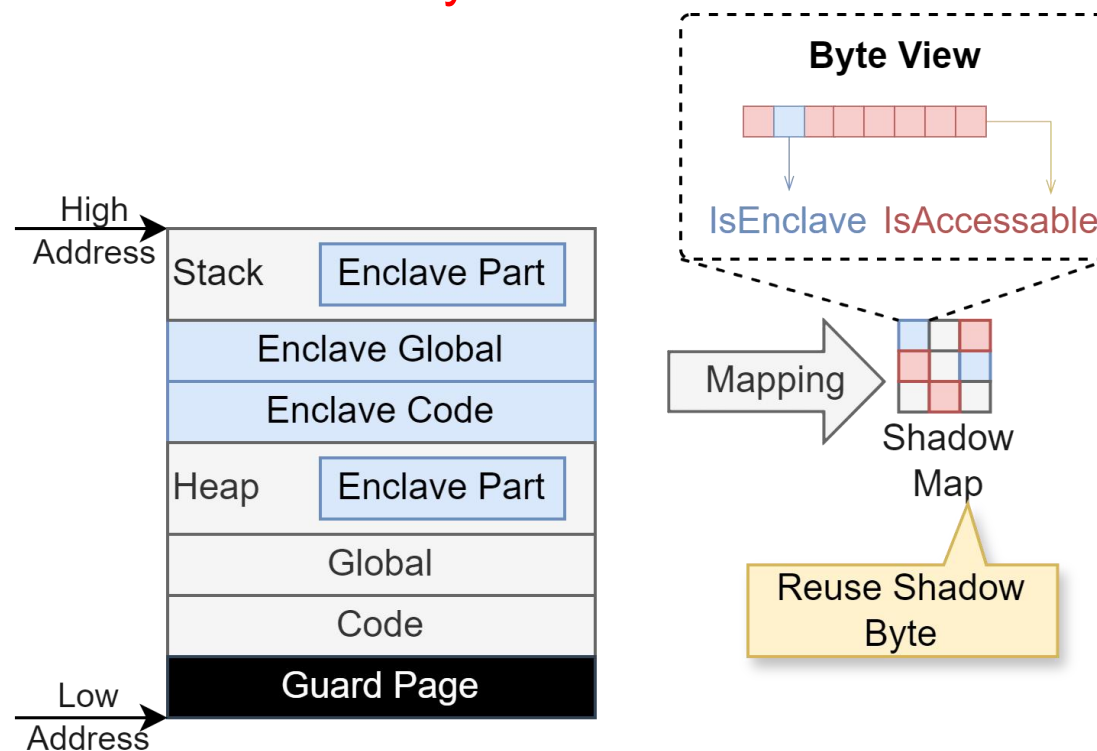 High
Address
Stack
Enclave Part
Enclave Global
Enclave Code
Heap
Enclave Part
Global
Code
Guard Page
Low
Address
Byte View
IsEnclave IsAccessable
Mapping
Shadow
Map
Reuse Shadow
Byte